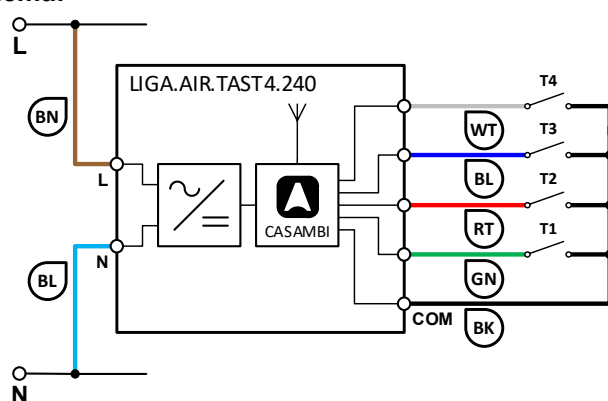 L
BN
LIGA.AIR.TAST4.240
L
N
CASAMBI
BL
N
T4
WT
T3
BL
T2
RT
T1
GN
COM
BK